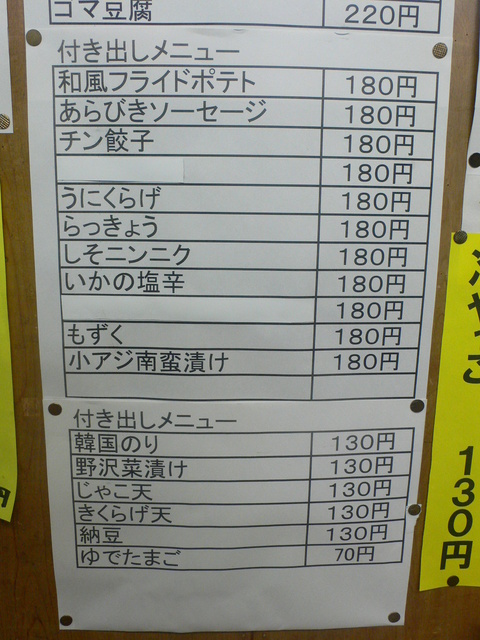 コマ豆腐 220円
付き出しメニュー
和風フライドポテト 180円
あらびきソーセージ 180円
チン餃子 180円
180円
うにくらげ 180円
らっきょう 180円
しそニンニク 180円
いかの塩辛 180円
180円
もずく 180円
小アジ南蛮漬け 180円
付き出しメニュー
韓国のり 130円
野沢菜漬け 130円
じゃこ天 130円
きくらげ天 130円
納豆 130円
ゆでたまご 70円
130円
円